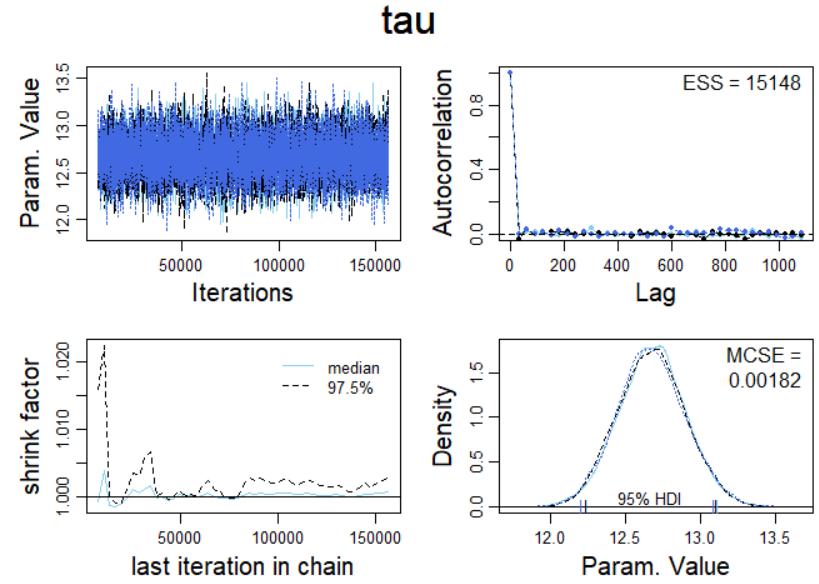 tau
Param. Value
13.5
13.0
12.5
12.0
50000
100000
150000
Iterations
Autocorrelation
0.8
0.4
0.0
ESS = 15148
0
200
400
600
800
1000
Lag
shrink factor
1.020
1.010
1.000
median
97.5%
50000
100000
150000
last iteration in chain
Density
1.5
1.0
0.5
0.0
MCSE =
0.00182
95% HDI
12.0
12.5
13.0
13.5
Param. Value